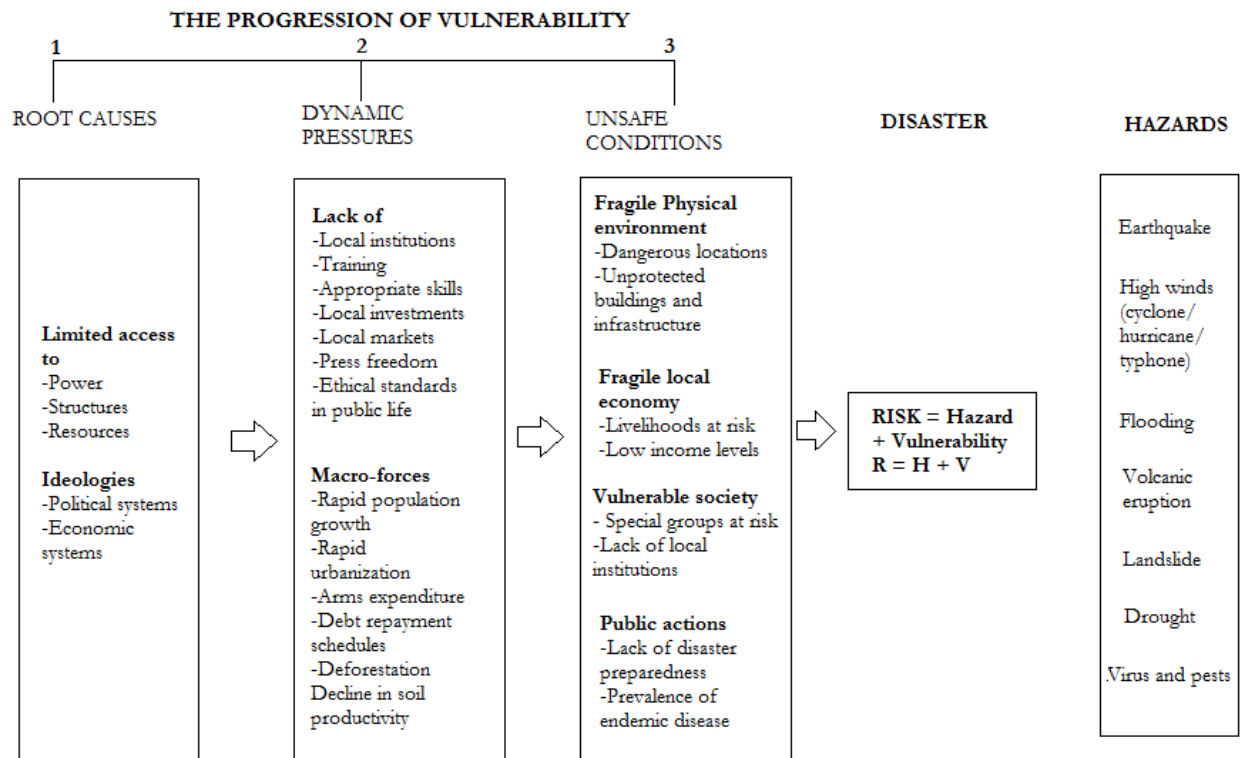 THE PROGRESSION OF VULNERABILITY
1
2
3
ROOT CAUSES
DYNAMIC
PRESSURES
UNSAFE
CONDITIONS
DISASTER
HAZARDS
Limited access
to
-Power
-Structures
-Resources
Ideologies
-Political systems
-Economic
systems
Lack of
-Local institutions
-Training
-Appropriate skills
-Local investments
-Local markets
-Press freedom
-Ethical standards
in public life
Macro-forces
-Rapid population
growth
-Rapid
urbanization
-Arms expenditure
-Debt repayment
schedules
-Deforestation
Decline in soil
productivity
Fragile Physical
environment
-Dangerous locations
-Unprotected
buildings and
infrastructure
Fragile local
economy
-Livelihoods at risk
-Low income levels
Vulnerable society
- Special groups at risk
-Lack of local
institutions
Public actions
-Lack of disaster
preparedness
-Prevalence of
endemic disease
RISK = Hazard
+ Vulnerability
R = H + V
Earthquake
High winds
(cyclone/
hurricane/
typhone)
Flooding
Volcanic
eruption
Landslide
Drought
.Virus and pests